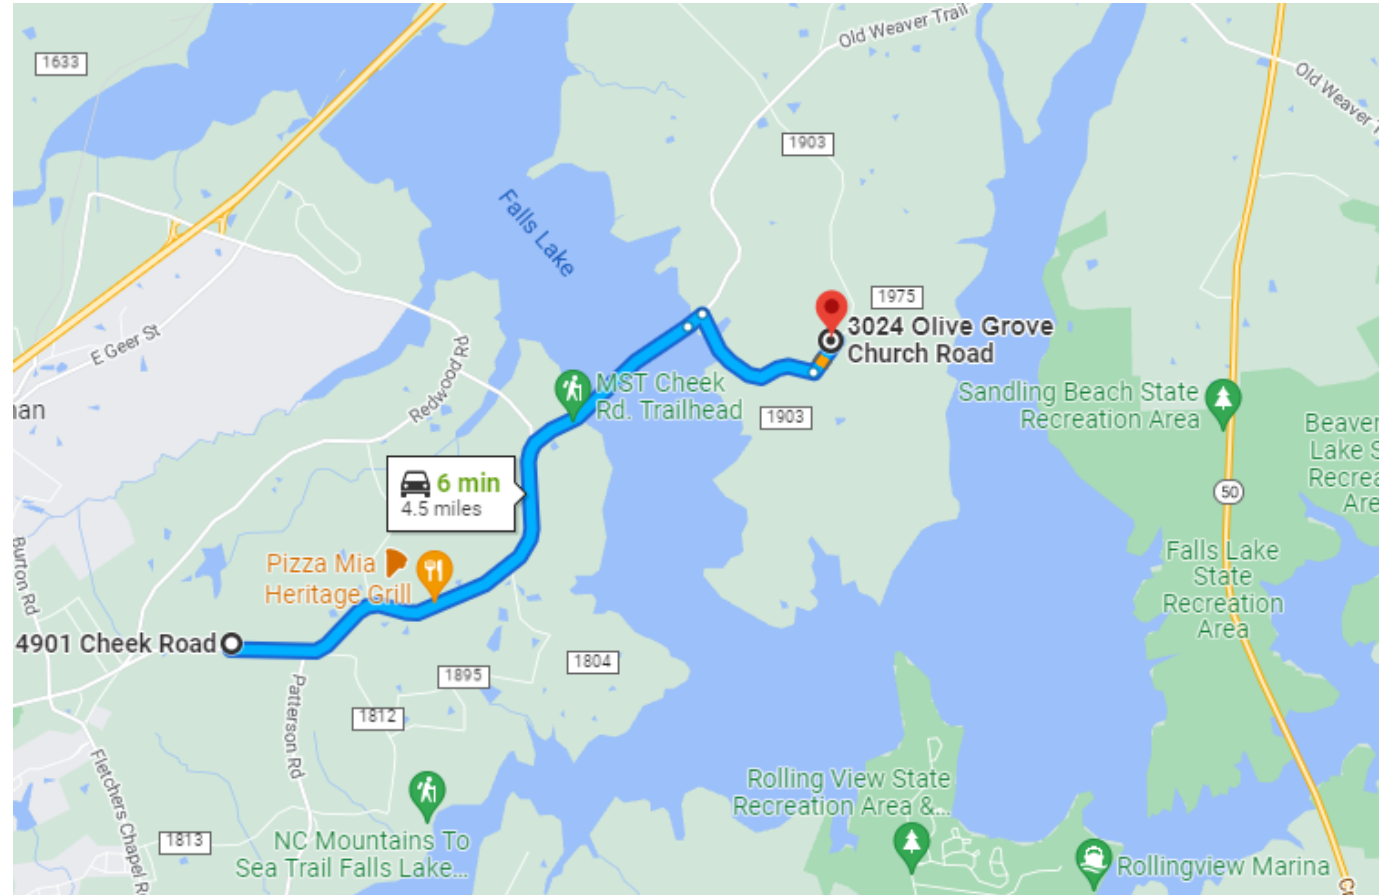 Old Weaver Trail
1633
Old Weaver T
1903
Falls Lake
1975
3024 Olive Grove
Church Road
E Geer St
Redwood Rd
MST Cheek
Rd. Trailhead
1903
Sandling Beach State
Recreation Area
nan
Beaver
Lake S
Recrea
Are
6 min
4.5 miles
50
Burton Rd
Pizza Mia
Heritage Grill
Falls Lake
State
Recreation
Area
4901 Cheek Road
1804
1895
Patterson Rd
1812
Fletchers Chapel R
Rolling View State
Recreation Area &...
1813
NC Mountains To
Sea Trail Falls Lake...
Rollingview Marina